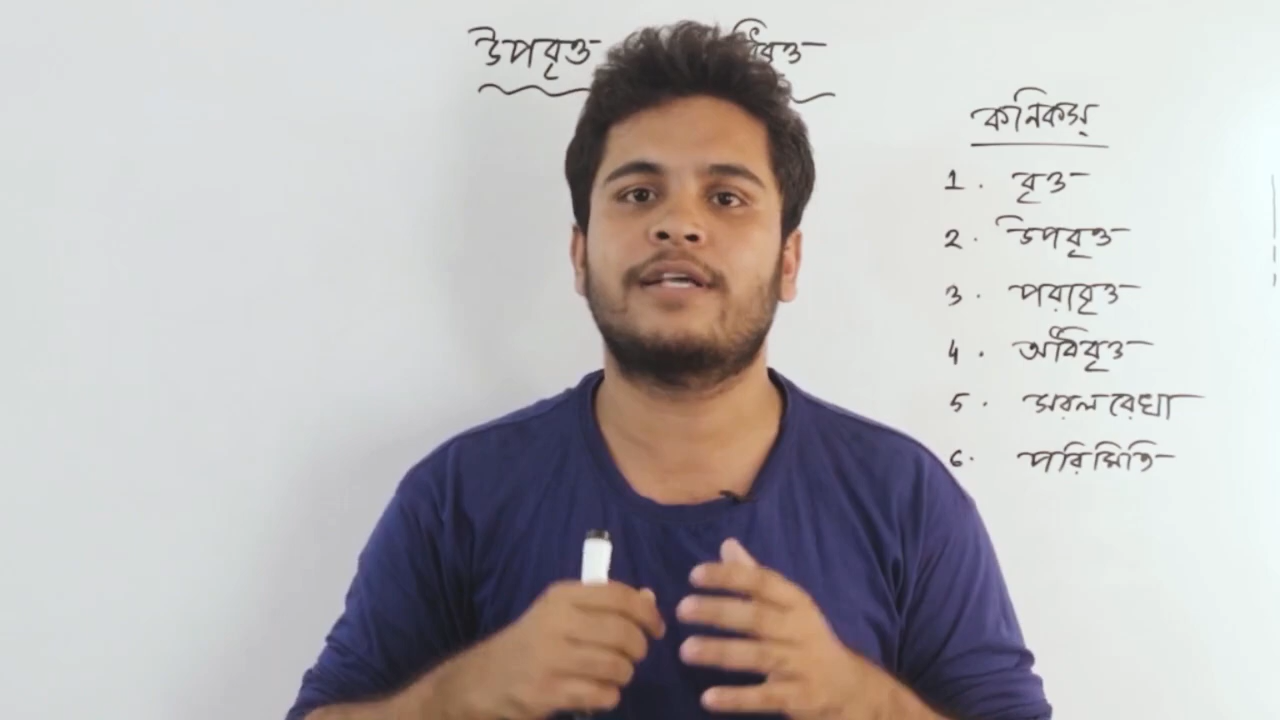 উপবৃত্ত
কনিকস্
1. বৃত্ত
2. উপবৃত্ত
3. পরাবৃত্ত
4. অধিবৃত্ত
5. সরলরেখা
6. পরিমিতি